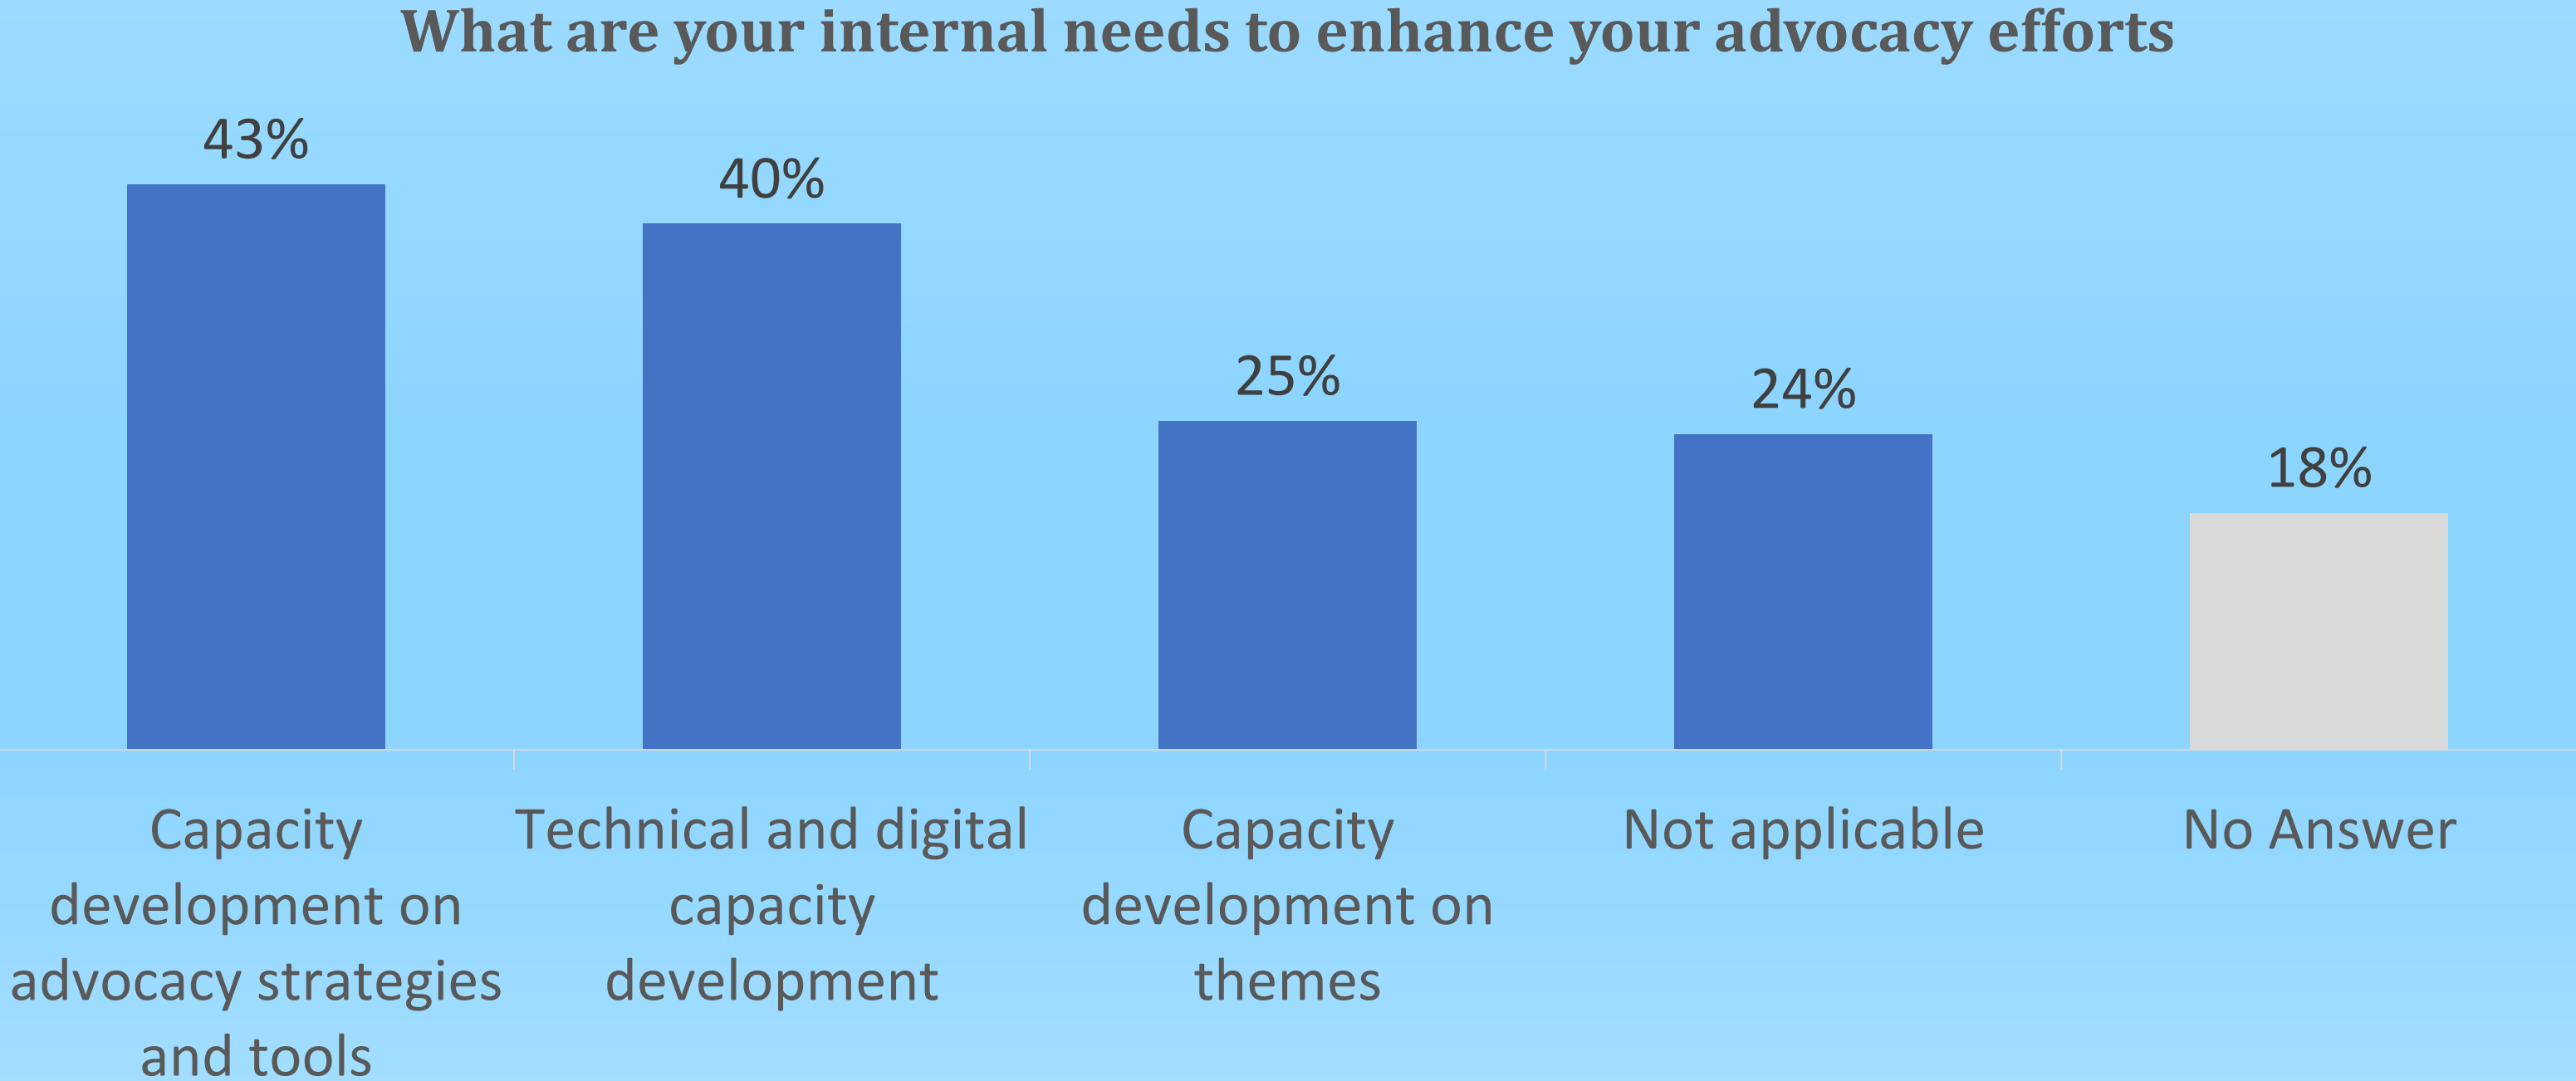 What are your internal needs to enhance your advocacy efforts
43%
40%
25%
24%
18%
Capacity
development on
advocacy strategies
and tools
Technical and digital
capacity
development
Capacity
development on
themes
Not applicable
No Answer